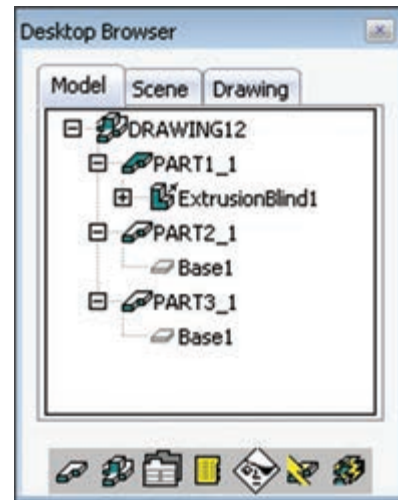 Desktop Browser
Model Scene Drawing
DRAWING12
PART1_1
ExtrusionBlind1
PART2_1
Base1
PART3_1
Base1